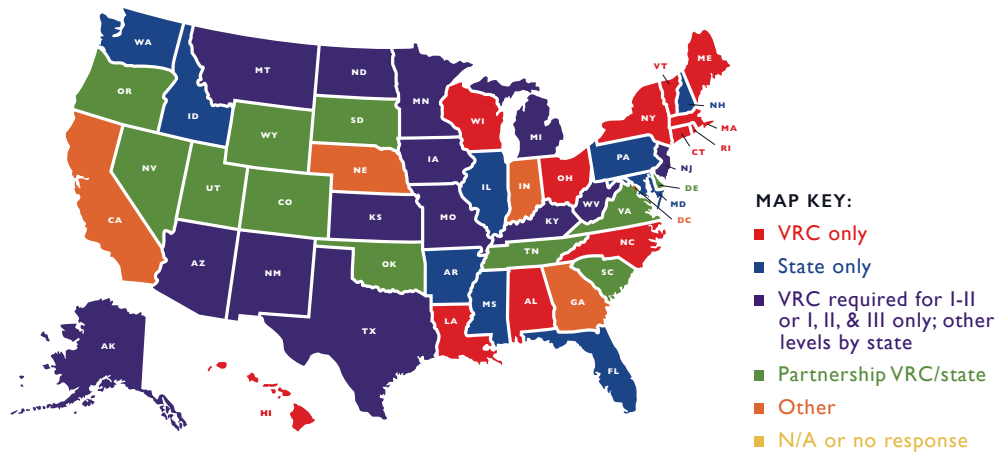 WA
MT
ND
MN
OR
ID
WY
SD
WI
MI
VT
ME
NY
NH
MA
CT
RI
NV
UT
CO
NE
IA
IL
IN
OH
PA
NJ
DE
MD
DC
CA
KS
MO
KY
WV
VA
AZ
NM
OK
AR
TN
NC
SC
TX
LA
MS
AL
GA
FL
AK
HI
MAP KEY:
VRC only
State only
VRC required for I-II
or I, II, & III only; other
levels by state
Partnership VRC/state
Other
N/A or no response